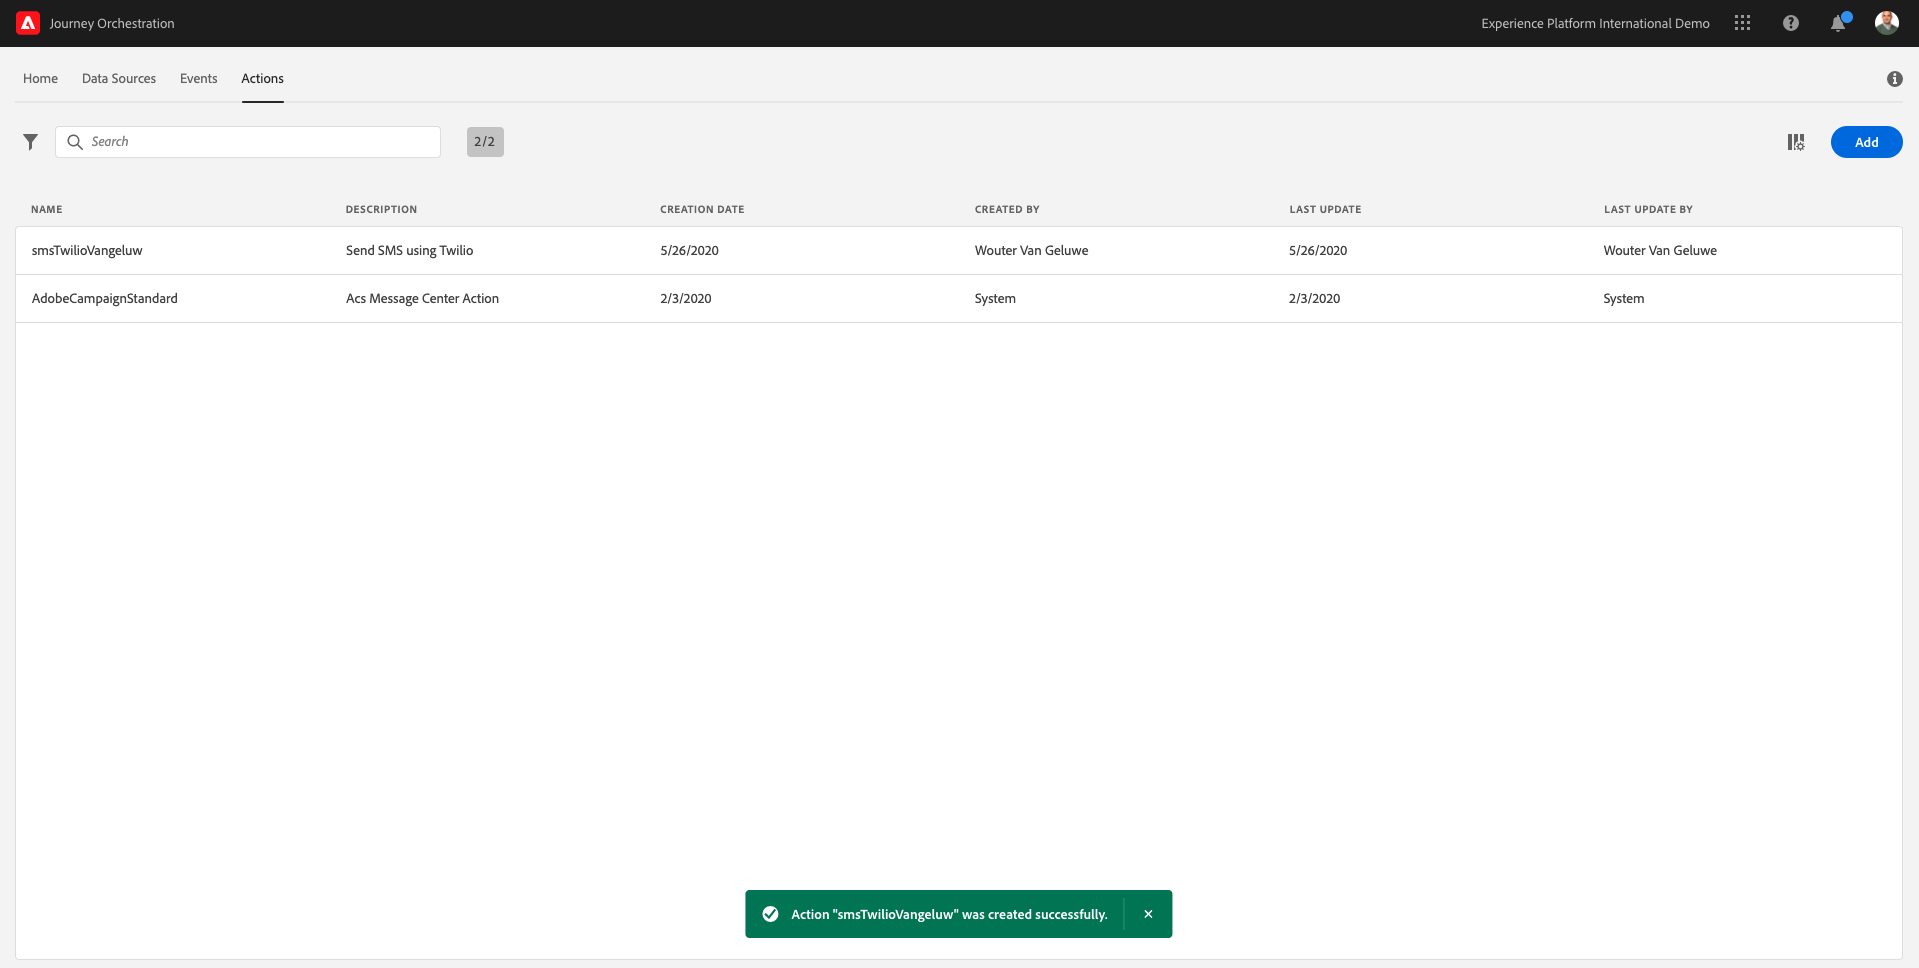 Journey Orchestration
Experience Platform International Demo
Home Data Sources Events Actions
Search 2/2 Add
NAME DESCRIPTION CREATION DATE CREATED BY LAST UPDATE LAST UPDATE BY
smsTwilioVangeluw Send SMS using Twilio 5/26/2020 Wouter Van Geluwe 5/26/2020 Wouter Van Geluwe
AdobeCampaignStandard Acs Message Center Action 2/3/2020 System 2/3/2020 System
Action "smsTwilioVangeluw" was created successfully.